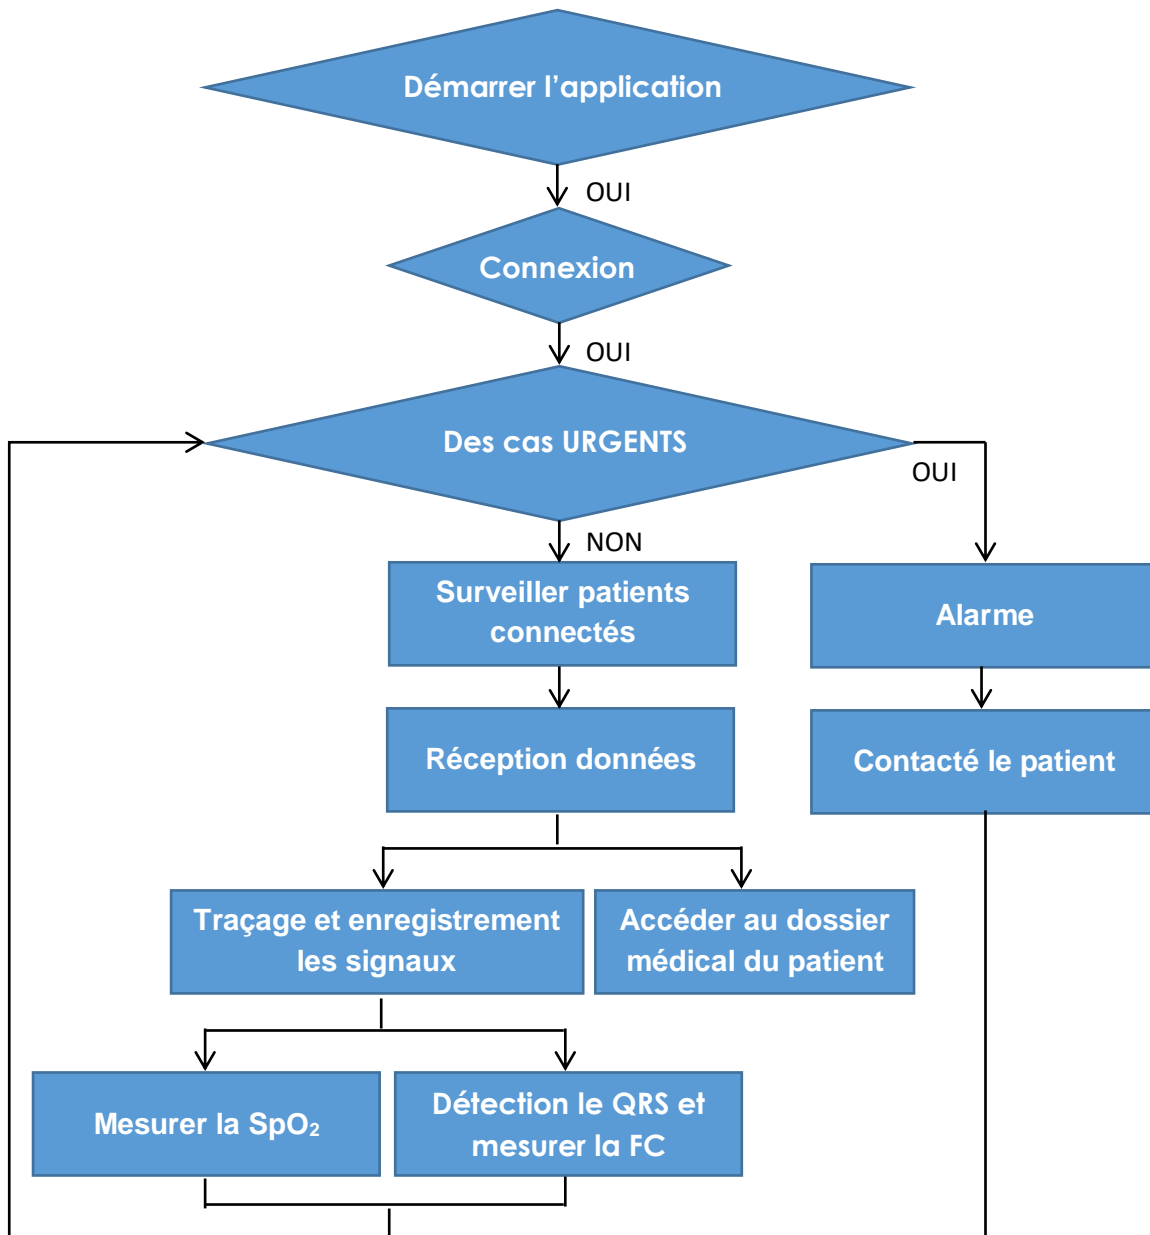 Démarrer l’application
OUI
Connexion
OUI
Des cas URGENTS
OUI
NON
Surveiller patients
connectés
Alarme
Réception données
Contacté le patient
Traçage et enregistrement
les signaux
Accéder au dossier
médical du patient
Mesurer la SpO₂
Détection le QRS et
mesurer la FC